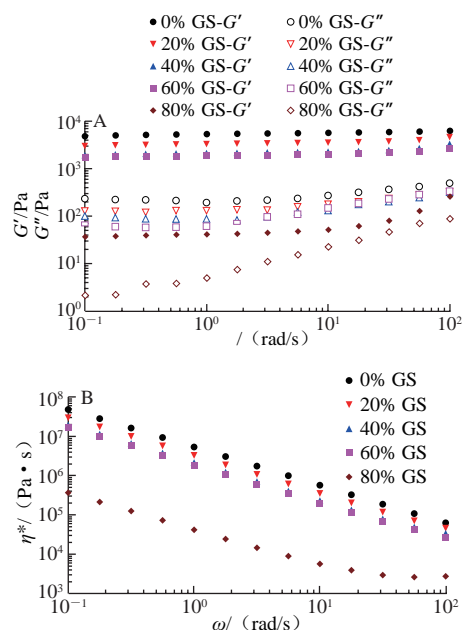 0% GS-G′ 0% GS-G″
20% GS-G′ 20% GS-G″
40% GS-G′ 40% GS-G″
60% GS-G′ 60% GS-G″
80% GS-G′ 80% GS-G″
A
10⁴
10³
10²
10¹
10⁰
G′/Pa
G″/Pa
10⁻¹ 10⁰ 10¹ 10²
/（rad/s）
B
0% GS
20% GS
40% GS
60% GS
80% GS
10⁸
10⁷
10⁶
10⁵
10⁴
10³
η*/（Pa·s）
10⁻¹ 10⁰ 10¹ 10²
ω/（rad/s）